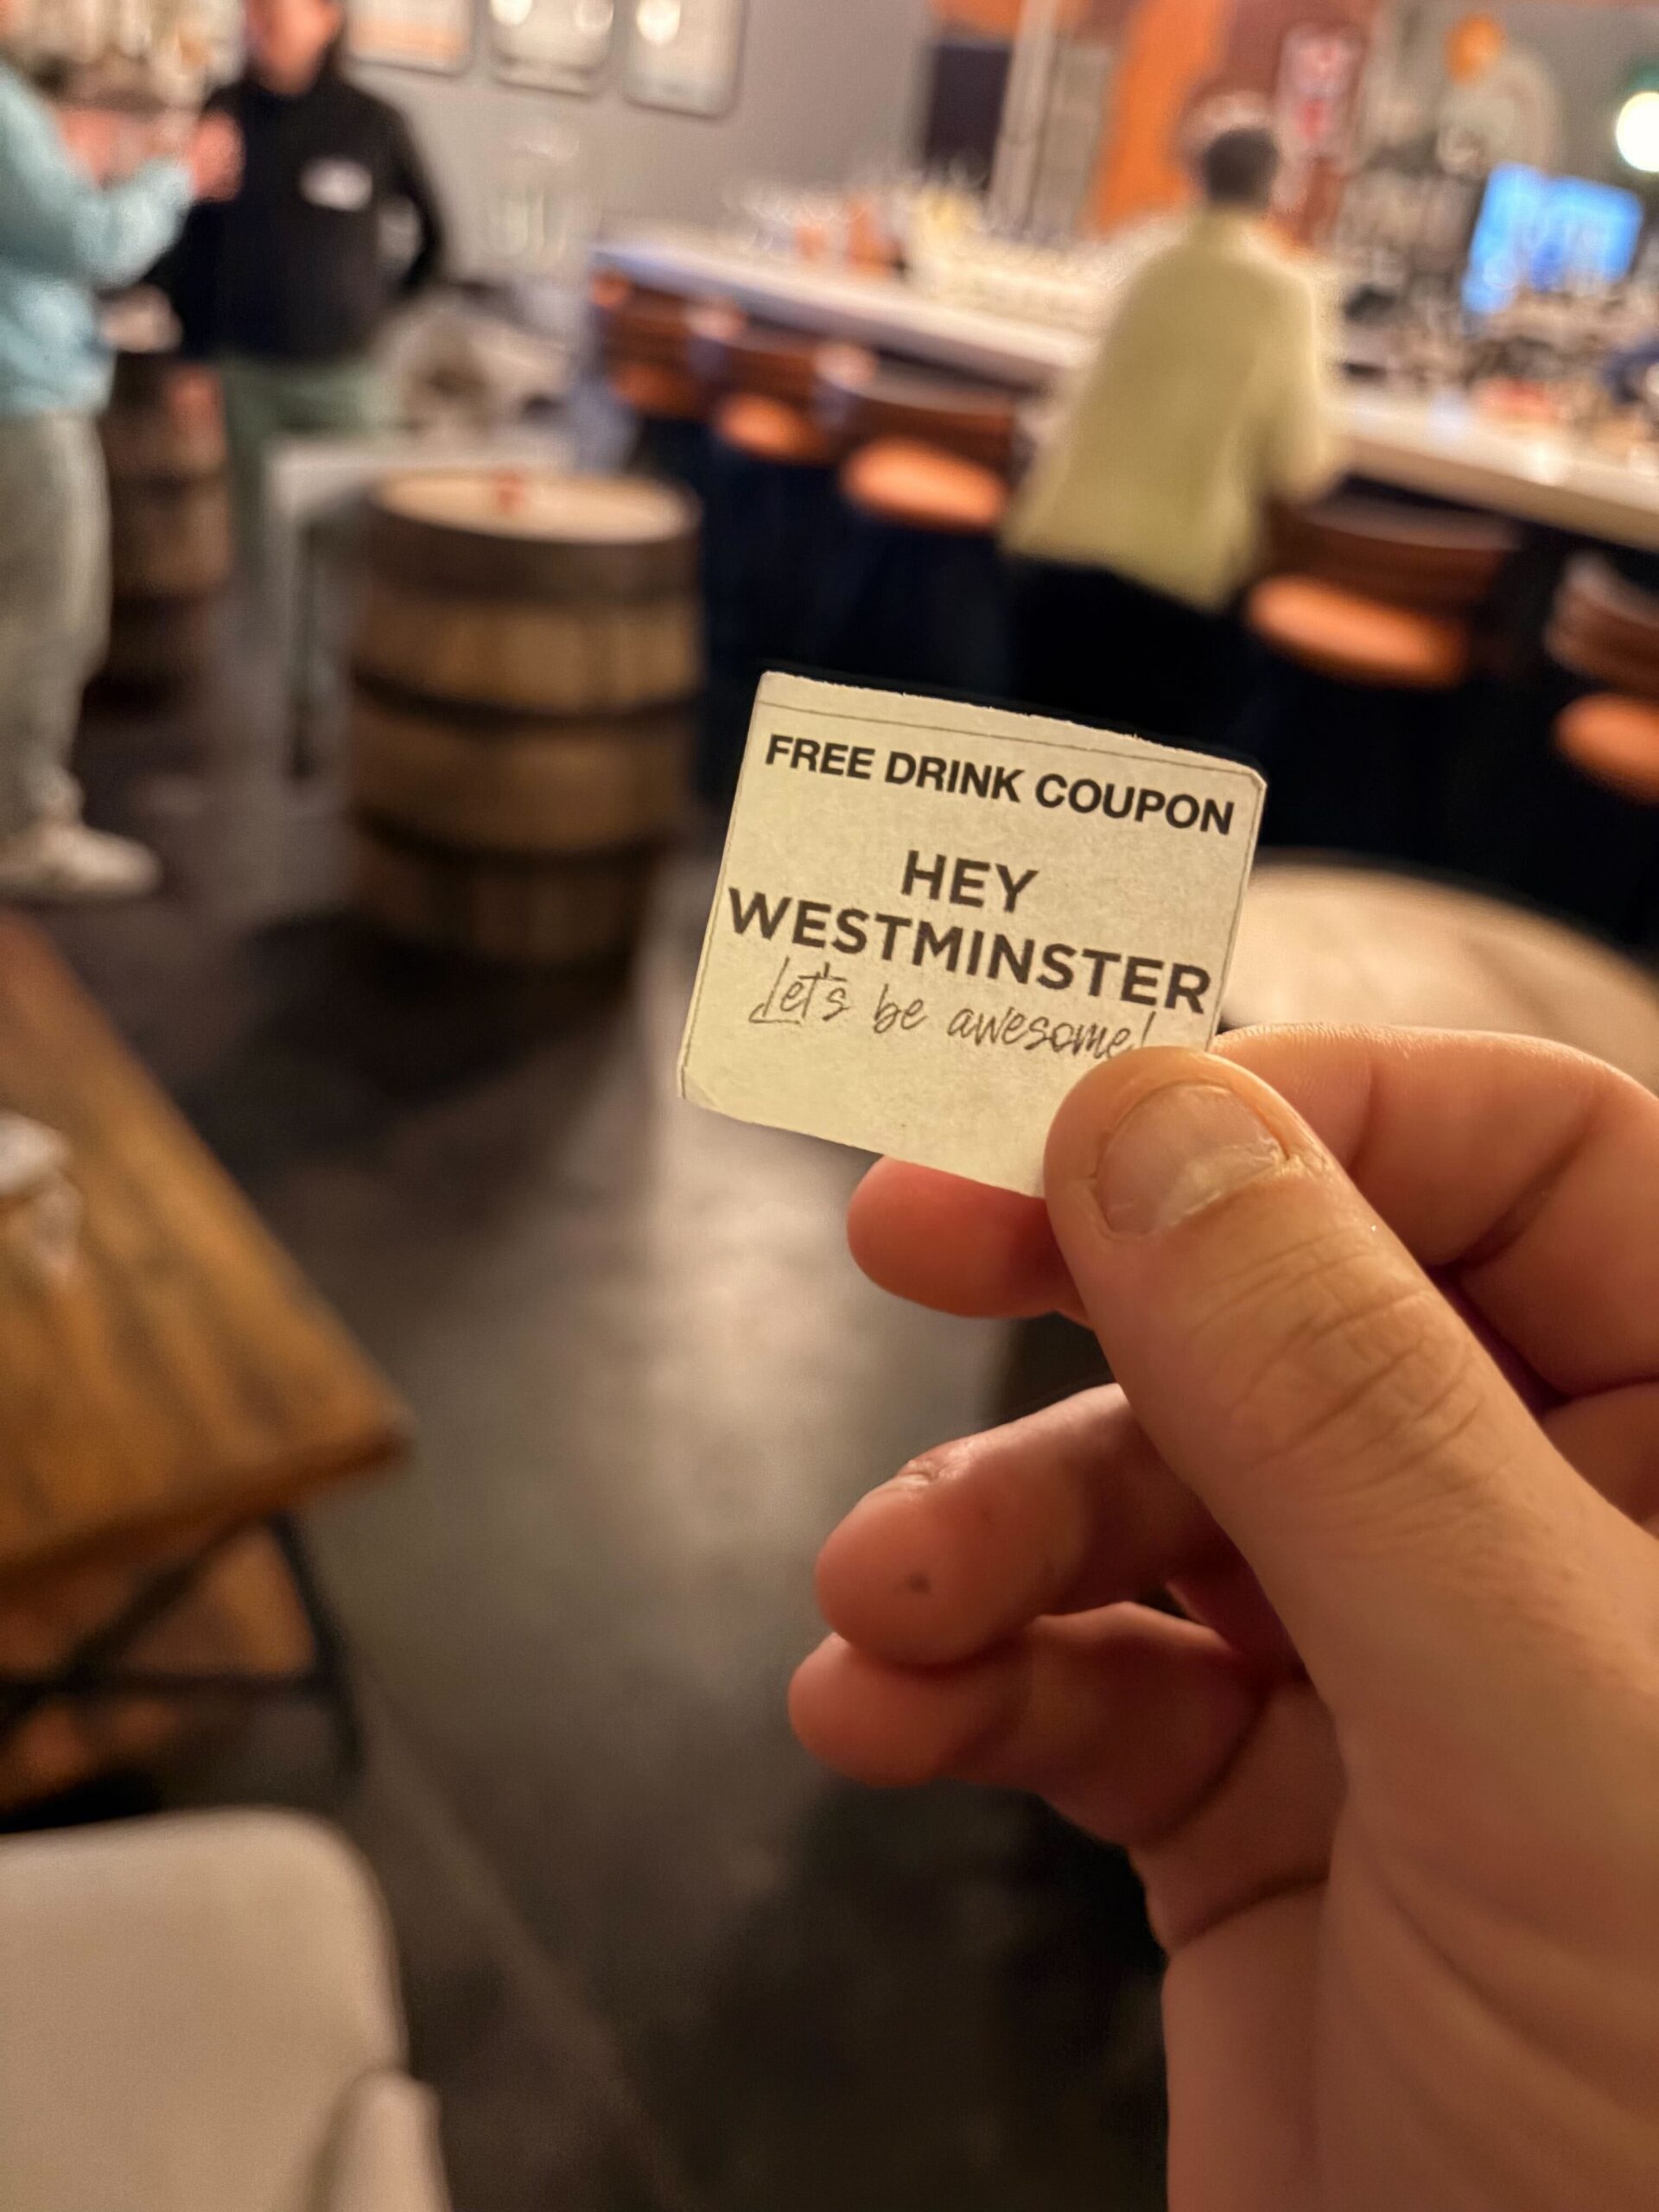 FREE DRINK COUPON
HEY
WESTMINSTER
Let's be awesome!